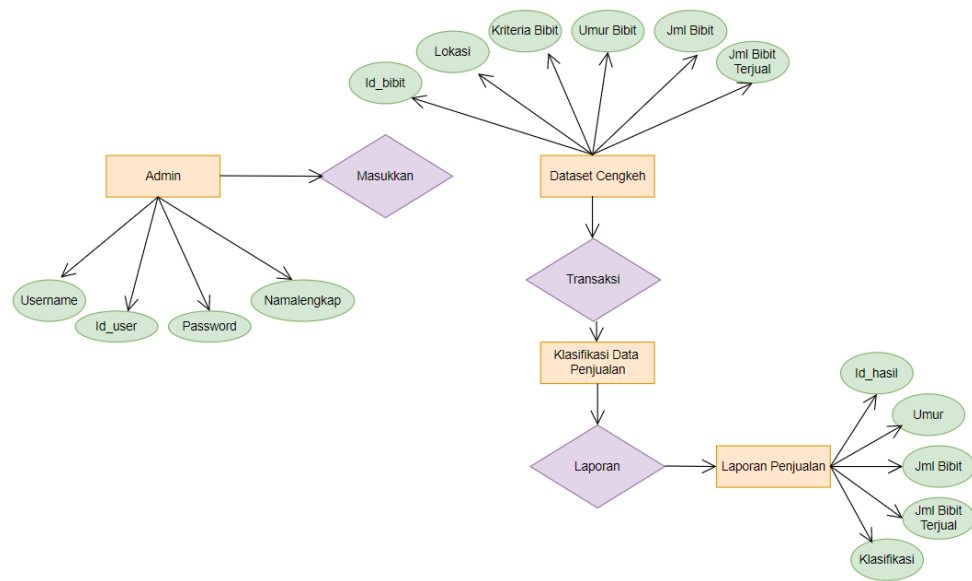 Kriteria Bibit
Umur Bibit
Jml Bibit
Lokasi
Jml Bibit
Terjual
Id_bibit
Admin
Masukkan
Dataset Cengkeh
Transaksi
Username
Namalengkap
Id_user
Password
Klasifikasi Data
Penjualan
Id_hasil
Umur
Laporan
Laporan Penjualan
Jml Bibit
Jml Bibit
Terjual
Klasifikasi